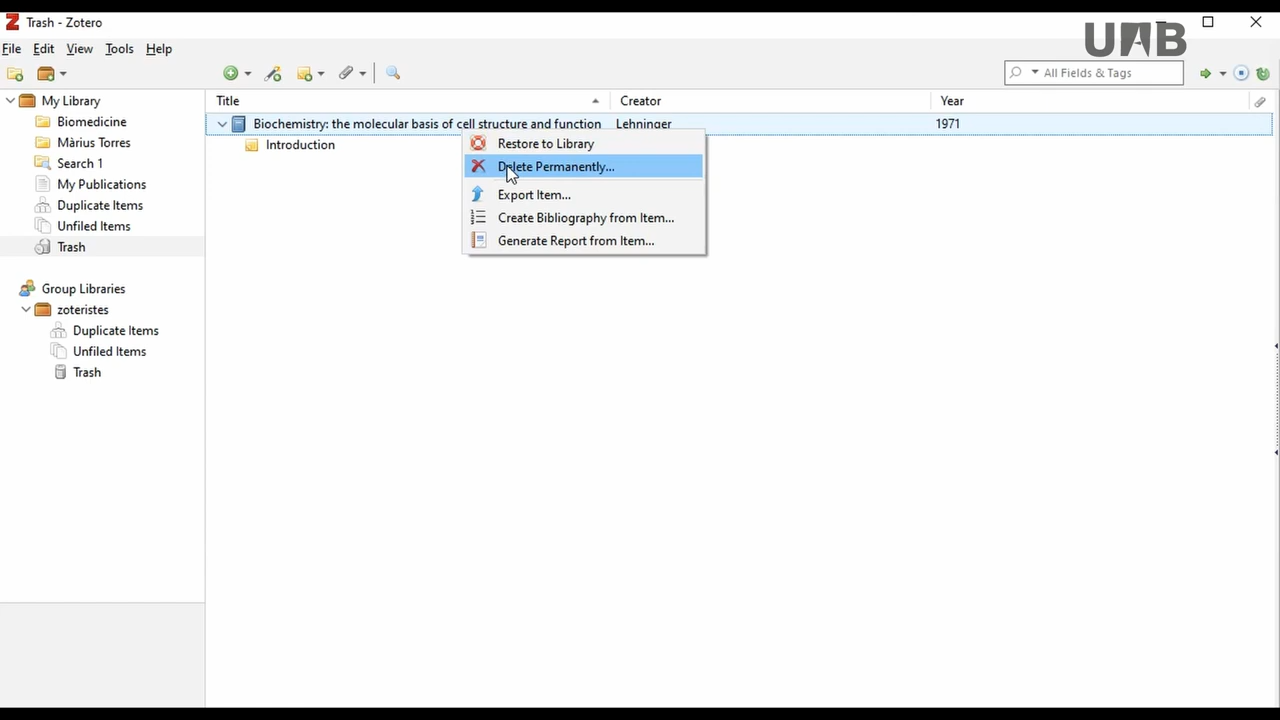 Trash - Zotero
UAB
File Edit View Tools Help
All Fields & Tags
My Library
Biomedicine
Màrius Torres
Search 1
My Publications
Duplicate Items
Unfiled Items
Trash
Group Libraries
zoteristes
Duplicate Items
Unfiled Items
Trash
Title Creator Year
Biochemistry: the molecular basis of cell structure and function Lehninger 1971
Introduction
Restore to Library
Delete Permanently...
Export Item...
Create Bibliography from Item...
Generate Report from Item...